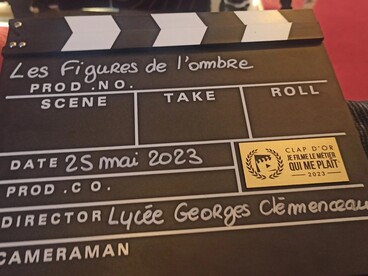 Les Figures de l'ombre
PROD.NO.
SCENE TAKE ROLL
DATE 25 mai 2023
CLAP D'OR
JE FILME LE MÉTIER
QUI ME PLAÎT
2023
PROD.CO.
DIRECTOR Lycée Georges Clémenceau
CAMERAMAN